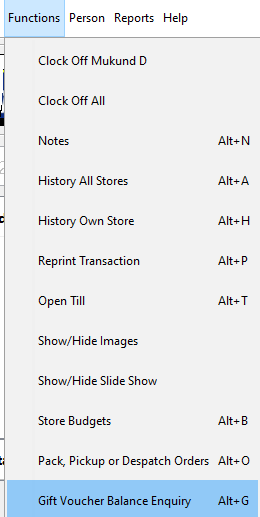 Functions Person Reports Help
Clock Off Mukund D
Clock Off All
Notes Alt+N
History All Stores Alt+A
History Own Store Alt+H
Reprint Transaction Alt+P
Open Till Alt+T
Show/Hide Images
Show/Hide Slide Show
Store Budgets Alt+B
Pack, Pickup or Despatch Orders Alt+O
Gift Voucher Balance Enquiry Alt+G